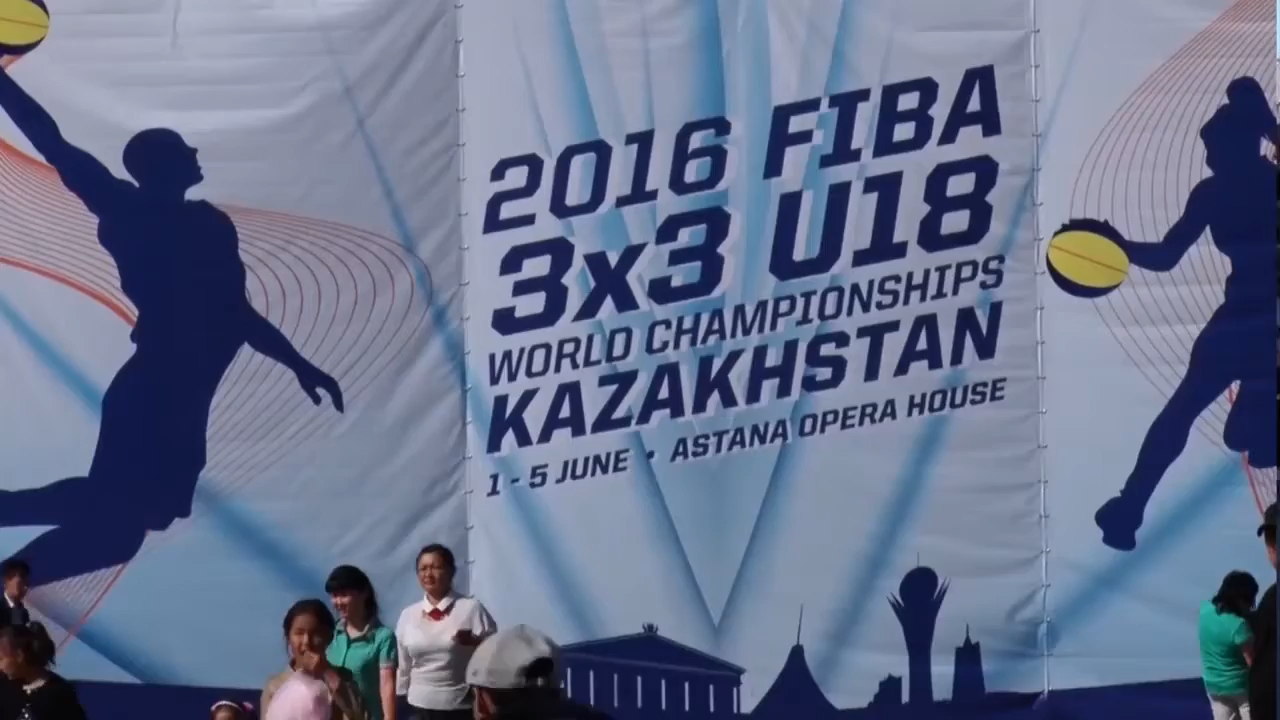 2016 FIBA
3x3 U18
WORLD CHAMPIONSHIPS
KAZAKHSTAN
1 - 5 JUNE • ASTANA OPERA HOUSE